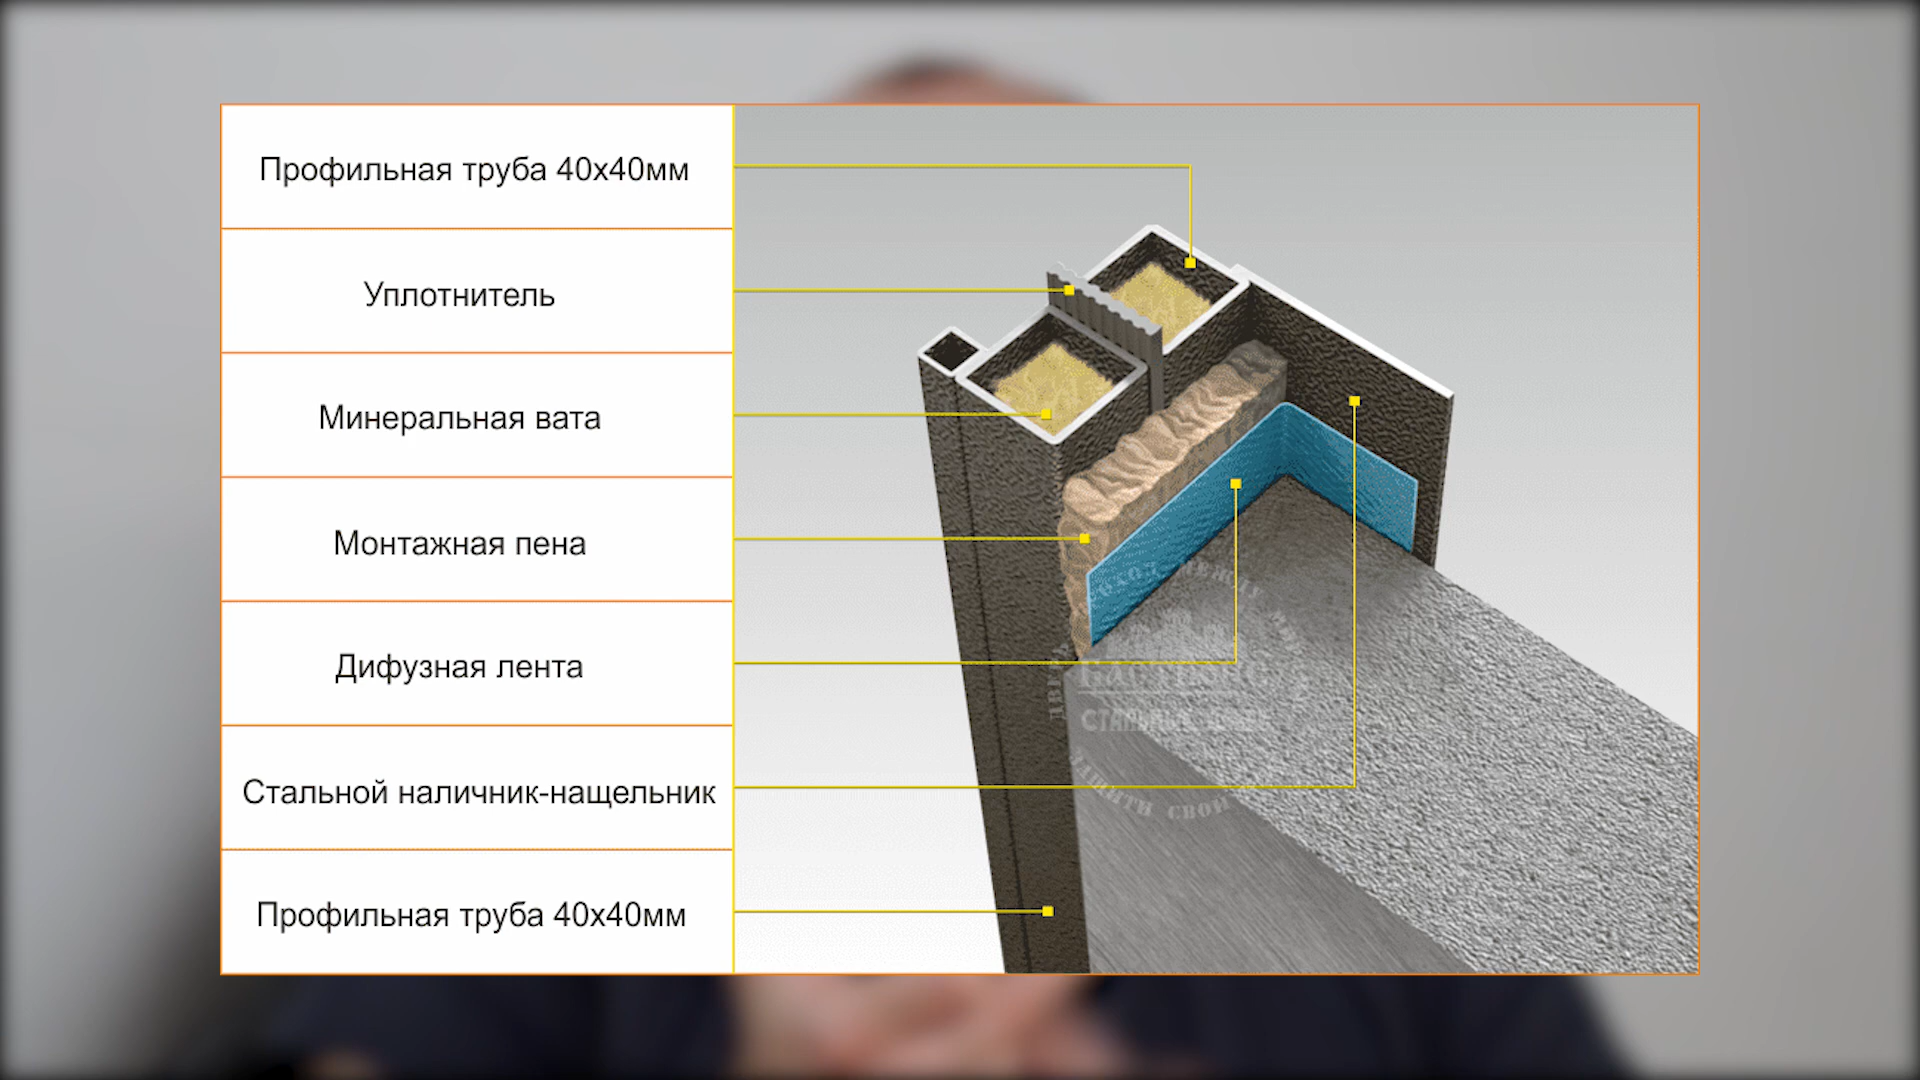 Профильная труба 40х40мм
Уплотнитель
Минеральная вата
Монтажная пена
Дифузная лента
Стальной наличник-нащельник
Профильная труба 40х40мм